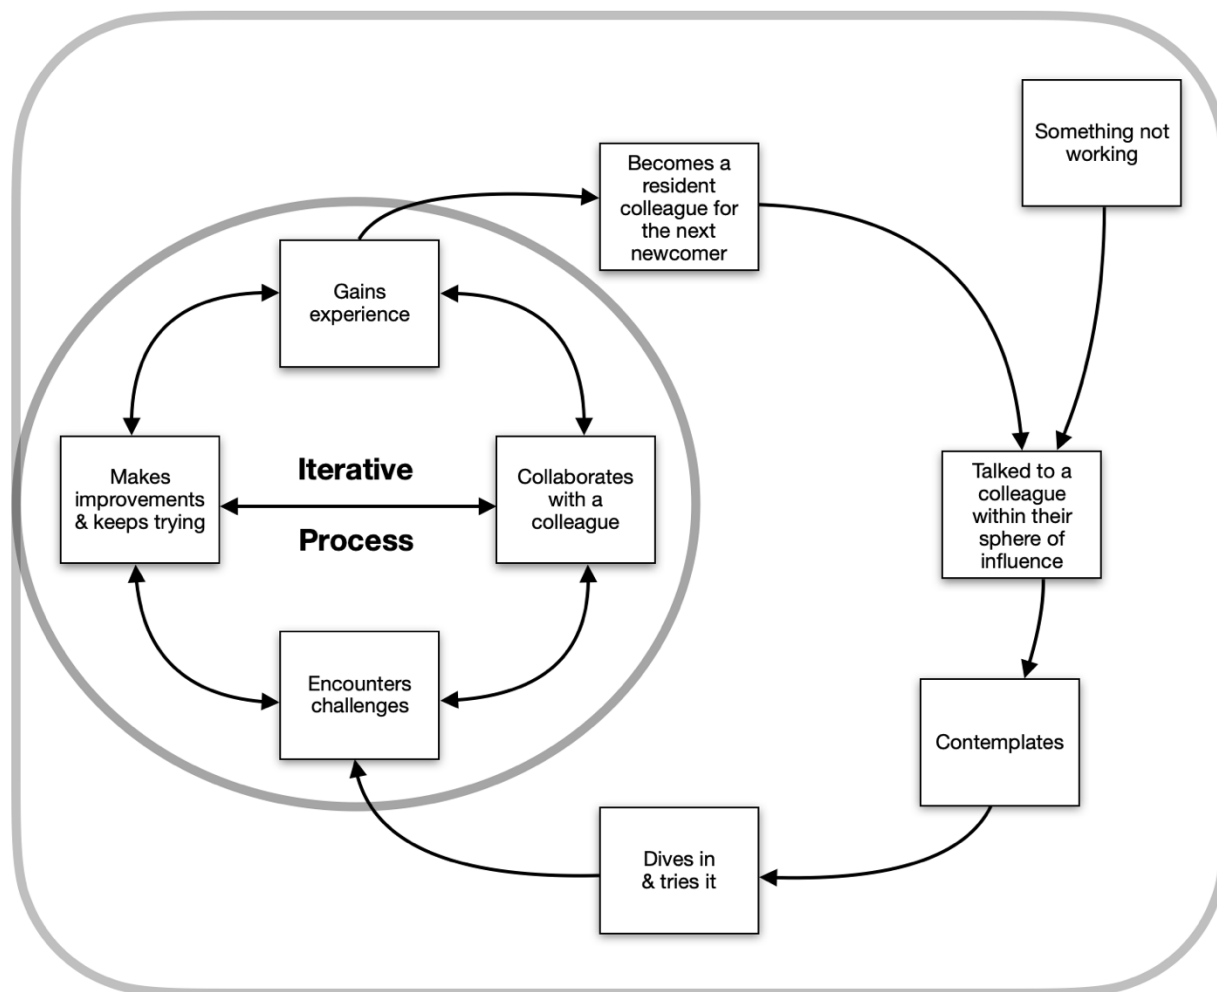 Something not
working
Becomes a
resident
colleague for
the next
newcomer
Gains
experience
Makes
improvements
& keeps trying
Iterative
Process
Collaborates
with a
colleague
Talked to a
colleague
within their
sphere of
influence
Encounters
challenges
Contemplates
Dives in
& tries it